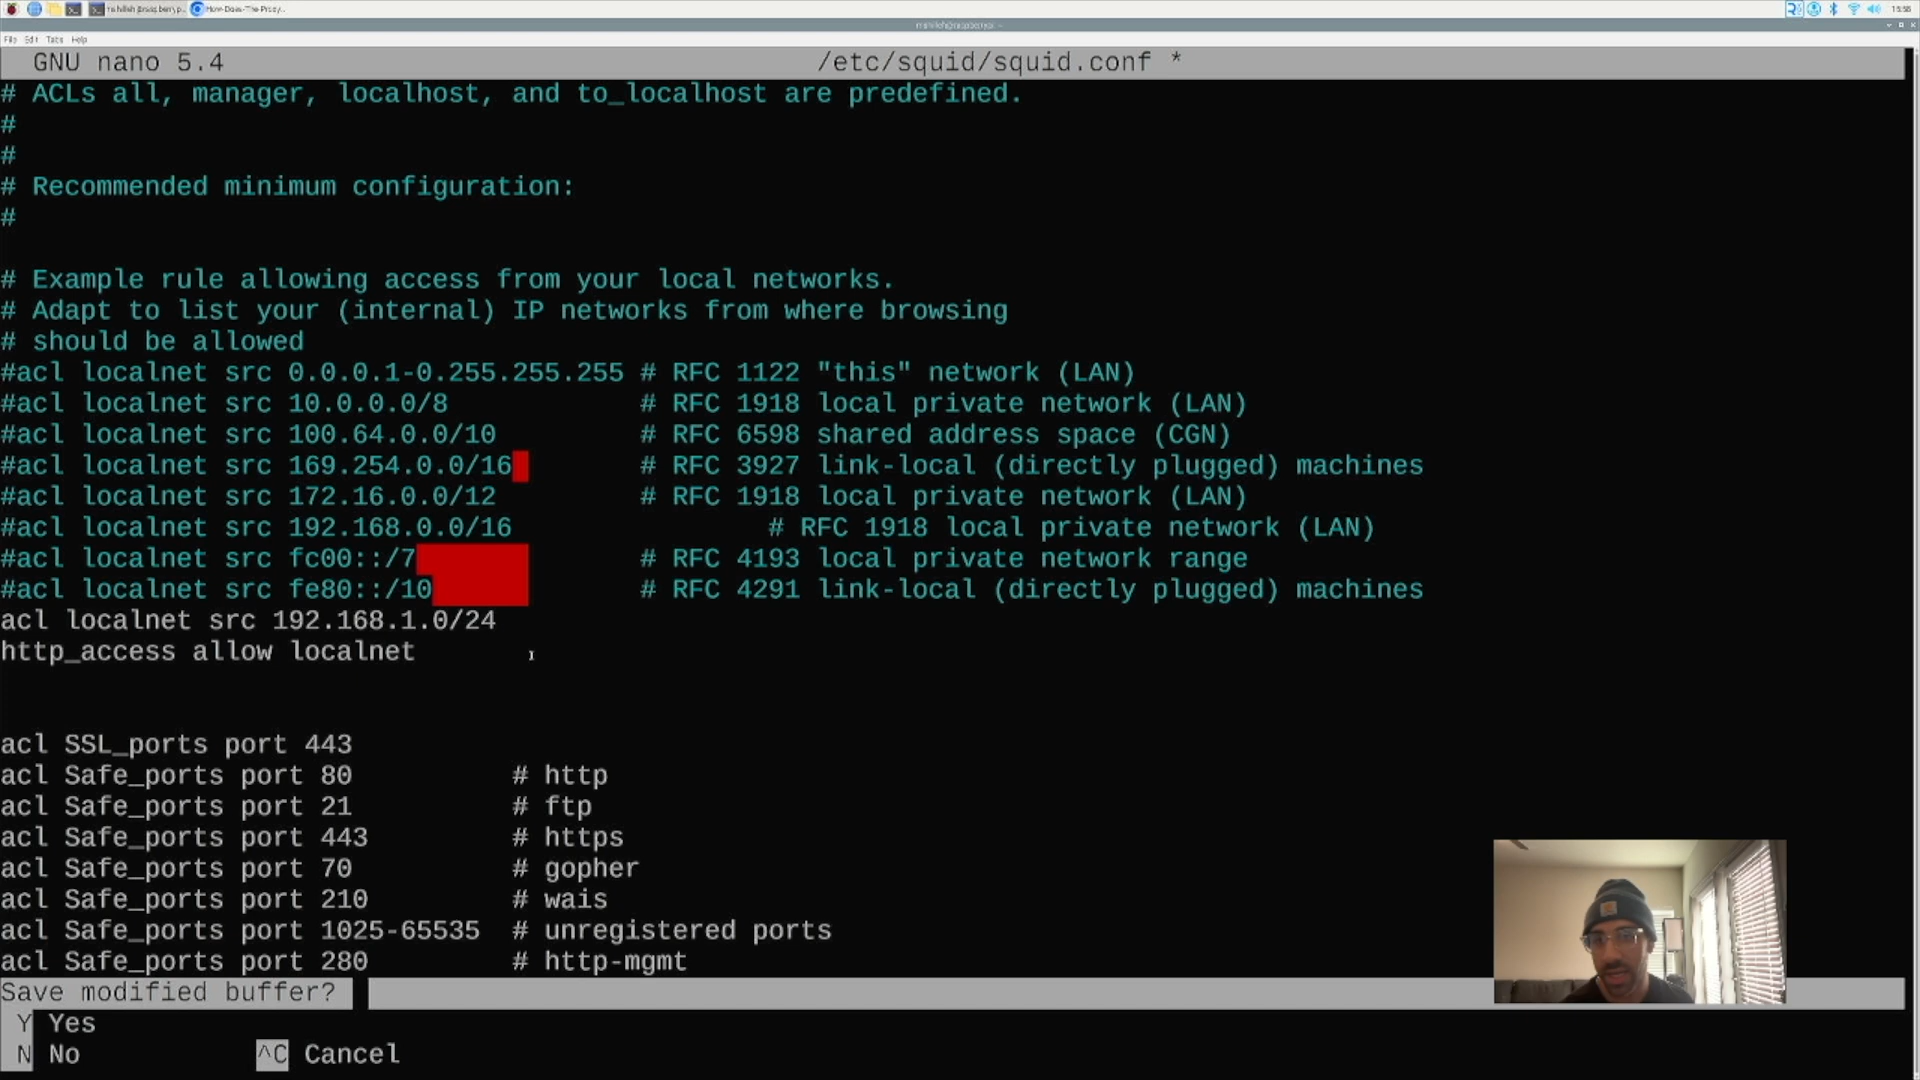 How-Does-The-Proxy..
15:58
File Edit Tabs Help
GNU nano 5.4 /etc/squid/squid.conf *
# ACLs all, manager, localhost, and to_localhost are predefined.
#
#
# Recommended minimum configuration:
#
# Example rule allowing access from your local networks.
# Adapt to list your (internal) IP networks from where browsing
# should be allowed
#acl localnet src 0.0.0.1-0.255.255.255 # RFC 1122 "this" network (LAN)
#acl localnet src 10.0.0.0/8 # RFC 1918 local private network (LAN)
#acl localnet src 100.64.0.0/10 # RFC 6598 shared address space (CGN)
#acl localnet src 169.254.0.0/16 # RFC 3927 link-local (directly plugged) machines
#acl localnet src 172.16.0.0/12 # RFC 1918 local private network (LAN)
#acl localnet src 192.168.0.0/16 # RFC 1918 local private network (LAN)
#acl localnet src fc00::/7 # RFC 4193 local private network range
#acl localnet src fe80::/10 # RFC 4291 link-local (directly plugged) machines
acl localnet src 192.168.1.0/24
http_access allow localnet
acl SSL_ports port 443
acl Safe_ports port 80 # http
acl Safe_ports port 21 # ftp
acl Safe_ports port 443 # https
acl Safe_ports port 70 # gopher
acl Safe_ports port 210 # wais
acl Safe_ports port 1025-65535 # unregistered ports
acl Safe_ports port 280 # http-mgmt
Save modified buffer?
Y Yes
N No ^C Cancel